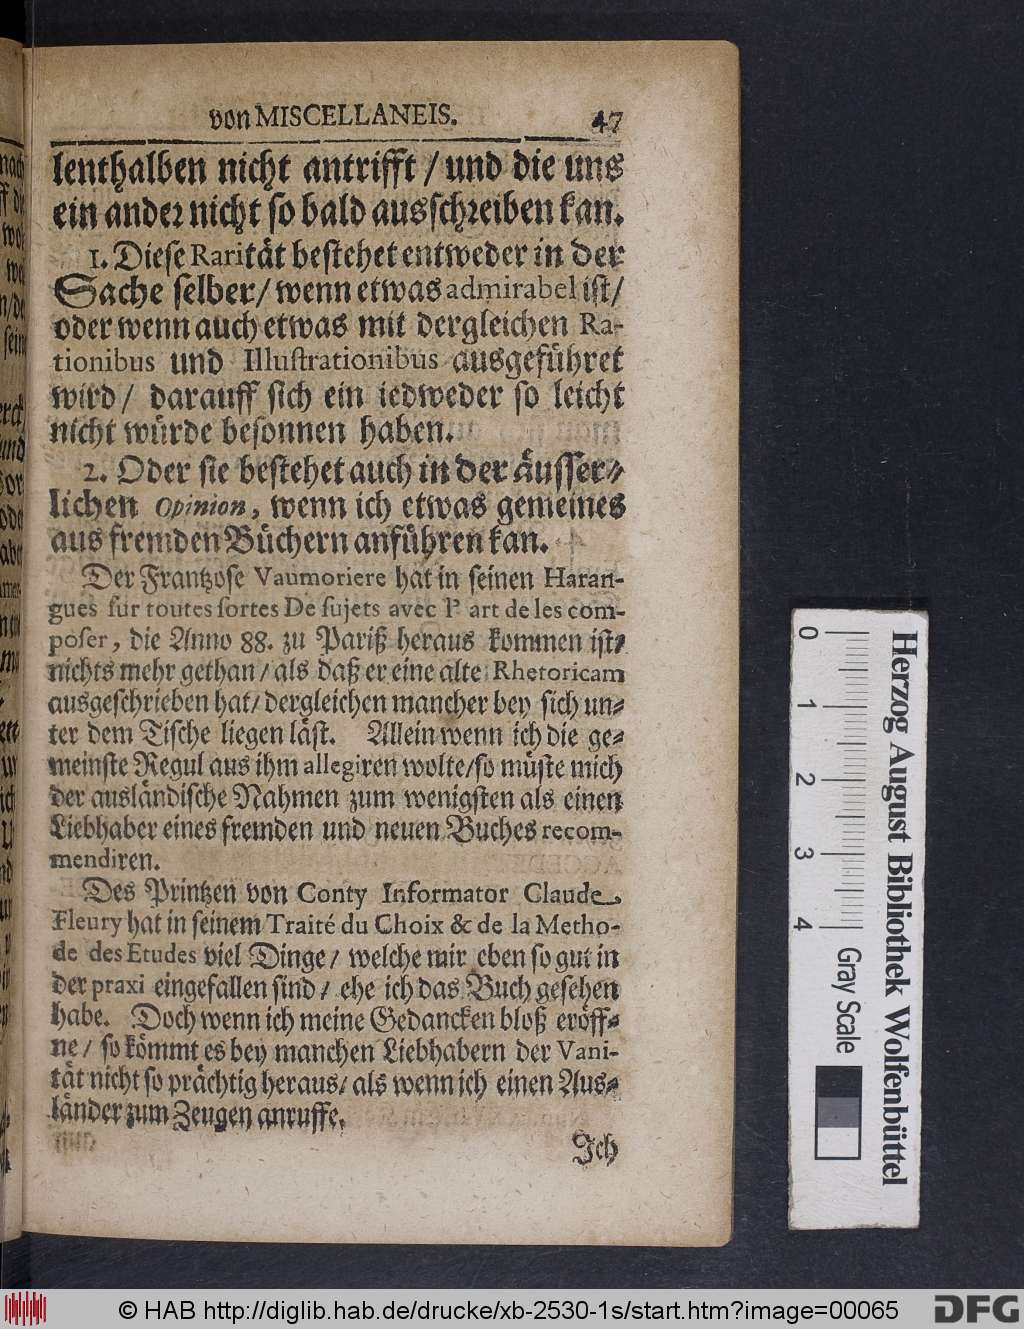 von MISCELLANEIS. 47
lenthalben nicht antrifft / und die uns
ein ander nicht so bald ausschreiben kan.
1. Diese Rarität bestehet entweder in der
Sache selber / wenn etwas admirabel ist /
oder wenn auch etwas mit dergleichen Ra-
tionibus und Illustrationibus ausgeführet
wird / darauff sich ein iedweder so leicht
nicht würde besonnen haben.
2. Oder sie bestehet auch in der äusser-
lichen Opinion, wenn ich etwas gemeines
aus fremden Büchern anführen kan.
Der Frantzose Vaumoriere hat in seinen Haran-
gues sur toutes sortes De sujets avec l' art de les com-
poser, die Anno 88. zu Pariß heraus kommen ist /
nichts mehr gethan / als daß er eine alte Rhetoricam
ausgeschrieben hat / dergleichen mancher bey sich un-
ter dem Tische liegen läst. Allein wenn ich die ge-
meinste Regul aus ihm allegiren wolte / so müste mich
der ausländische Nahmen zum wenigsten als einen
Liebhaber eines fremden und neuen Buches recom-
mendiren.
Des Printzen von Conty Informator Claude
Fleury hat in seinem Traité du Choix & de la Metho-
de des Etudes viel Dinge / welche mir eben so gut in
der praxi eingefallen sind / ehe ich das Buch gesehen
habe. Doch wenn ich meine Gedancken bloß eröff-
ne / so kömmt es bey manchen Liebhabern der Vani-
tät nicht so prächtig heraus / als wenn ich einen Aus-
länder zum Zeugen anruffe.
Ich
0 1 2 3 4
Gray Scale
Herzog August Bibliothek Wolfenbüttel
© HAB http://diglib.hab.de/drucke/xb-2530-1s/start.htm?image=00065
DFG